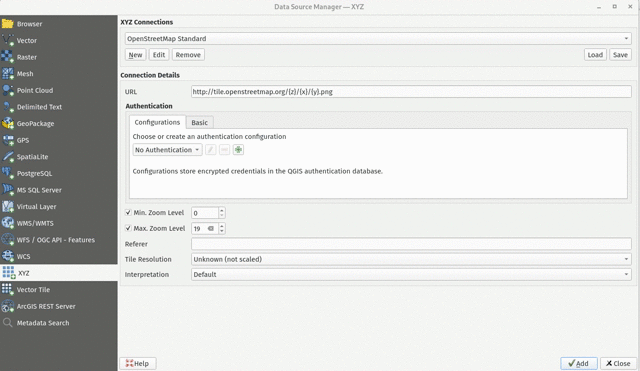 Data Source Manager — XYZ
Browser
Vector
Raster
Mesh
Point Cloud
Delimited Text
GeoPackage
GPS
SpatiaLite
PostgreSQL
MS SQL Server
Virtual Layer
WMS/WMTS
WFS / OGC API - Features
WCS
XYZ
Vector Tile
ArcGIS REST Server
Metadata Search
XYZ Connections
OpenStreetMap Standard
New Edit Remove Load Save
Connection Details
URL http://tile.openstreetmap.org/{z}/{x}/{y}.png
Authentication
Configurations Basic
Choose or create an authentication configuration
No Authentication
Configurations store encrypted credentials in the QGIS authentication database.
Min. Zoom Level 0
Max. Zoom Level 19
Referer
Tile Resolution Unknown (not scaled)
Interpretation Default
Help Add Close